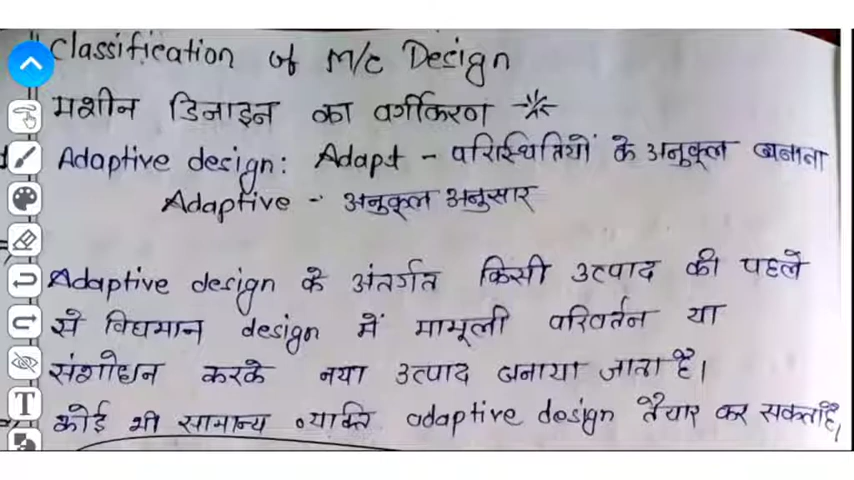 Classification of M/c Design
मशीन डिजाइन का वर्गीकरण
Adaptive design: Adapt - परिस्थितियों के अनुकूल बनाना
Adaptive - अनुकूल अनुसार
Adaptive design के अंतर्गत किसी उत्पाद की पहले
से विद्यमान design में मामूली परिवर्तन या
संशोधन करके नया उत्पाद बनाया जाता है।
कोई भी सामान्य व्याक्ति adaptive design तैयार कर सकता है,
T